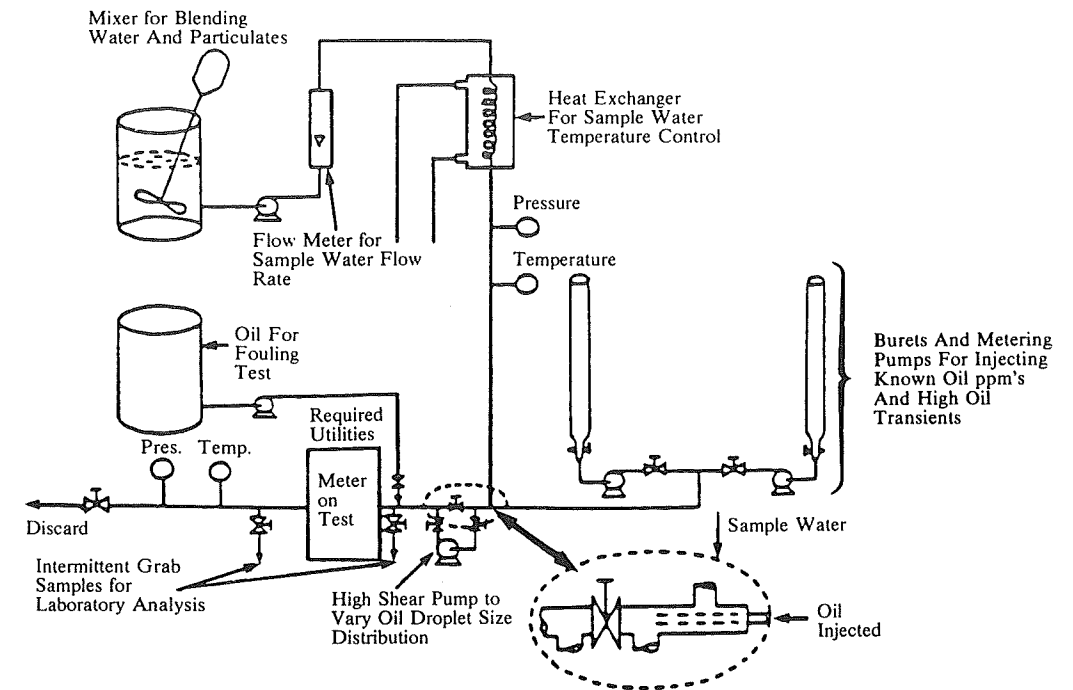 Mixer for Blending
Water And Particulates
Heat Exchanger
For Sample Water
Temperature Control
Pressure
Flow Meter for
Sample Water Flow
Rate
Temperature
Oil For
Fouling
Test
Burets And Metering
Pumps For Injecting
Known Oil ppm's
And High Oil
Transients
Required
Utilities
Pres.
Temp.
Meter
on
Test
Discard
Sample Water
Intermittent Grab
Samples for
Laboratory Analysis
High Shear Pump to
Vary Oil Droplet Size
Distribution
Oil
Injected